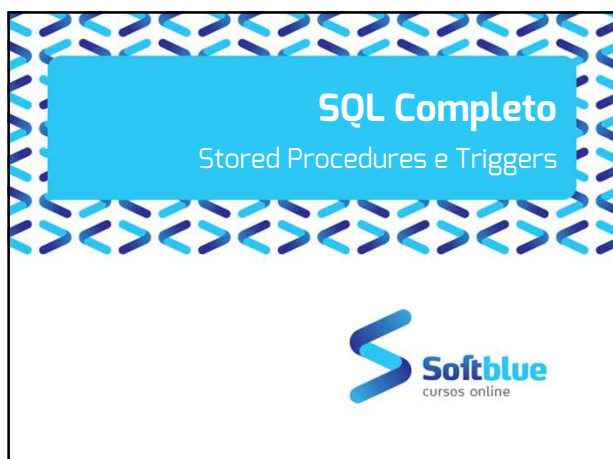 SQL Completo
Stored Procedures e Triggers
Softblue
cursos online